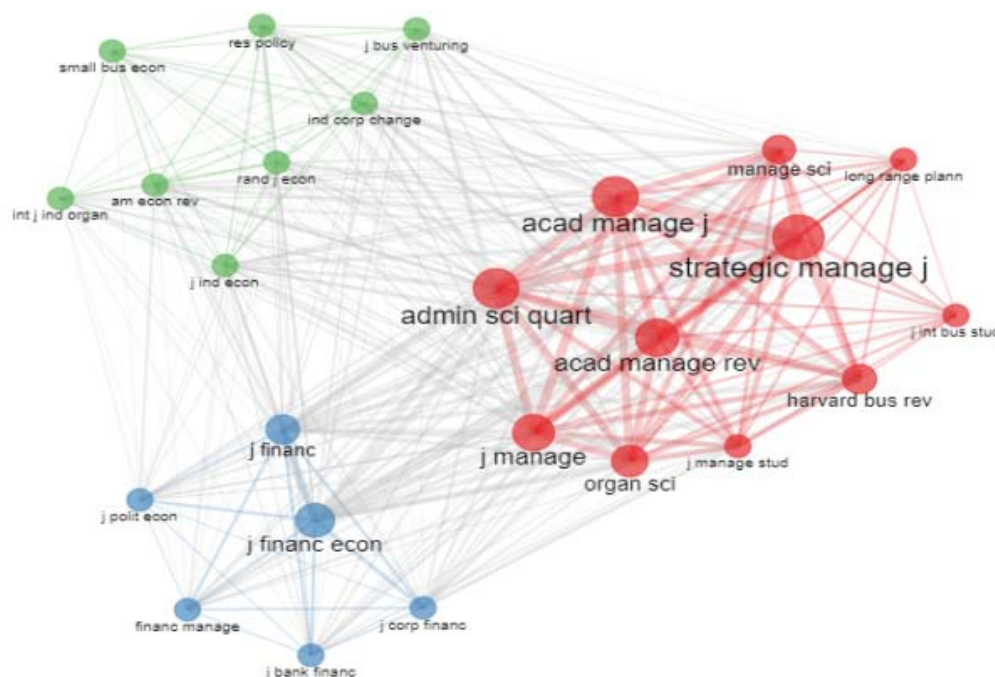 res policy
j bus venturing
small bus econ
ind corp change
rand j econ
am econ rev
int j ind organ
j ind econ
manage sci
long range plann
acad manage j
strategic manage j
admin sci quart
j int bus stud
acad manage rev
harvard bus rev
j manage
j manage stud
organ sci
j financ
j polit econ
j financ econ
financ manage
j corp financ
j bank financ